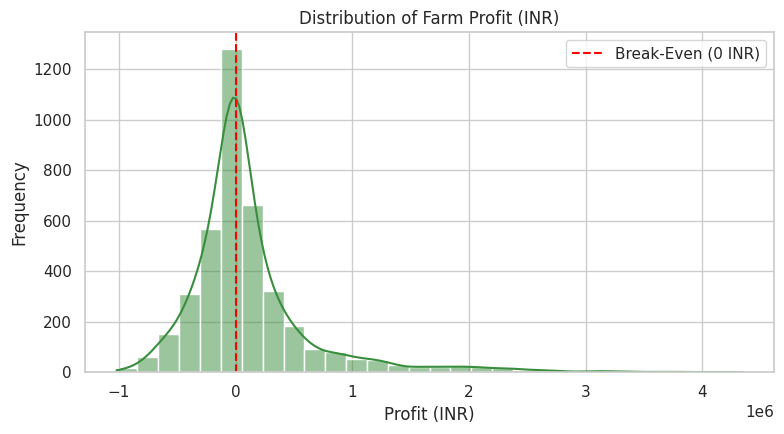 Distribution of Farm Profit (INR)
Break-Even (0 INR)
Frequency
1200
1000
800
600
400
200
0
−1
0
1
2
3
4
1e6
Profit (INR)